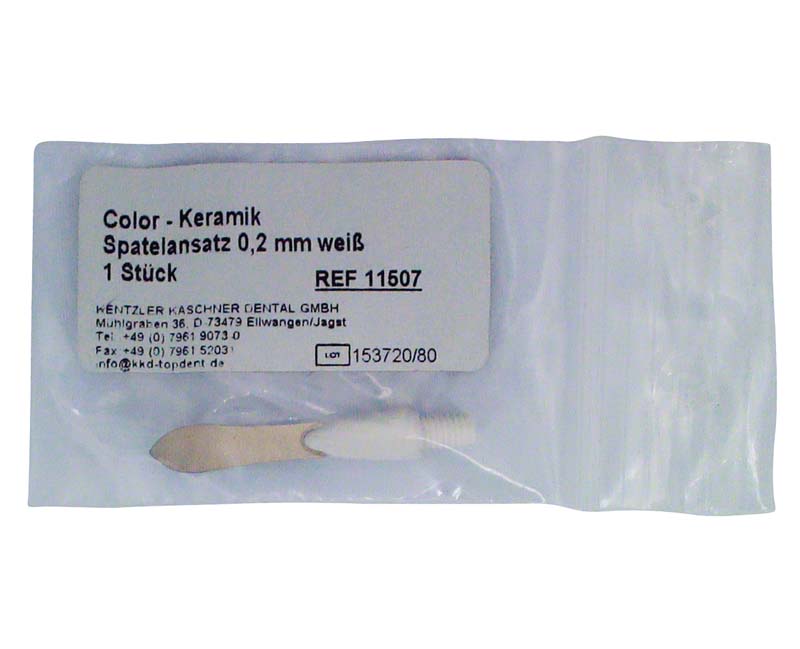 Color - Keramik
Spatelansatz 0,2 mm weiß
1 Stück
REF 11507
KENTZLER KASCHNER DENTAL GMBH
Mühlgraben 36, D 73479 Ellwangen/Jagst
Tel. +49 (0) 7961 9073 0
Fax +49 (0) 7961 52031
info@kkd-topdent.de
LOT 153720/80